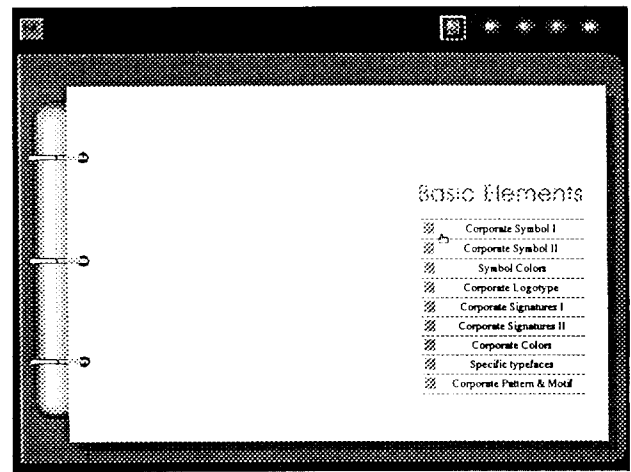 Basic Elements
Corporate Symbol I
Corporate Symbol II
Symbol Colors
Corporate Logotype
Corporate Signatures I
Corporate Signatures II
Corporate Colors
Specific typefaces
Corporate Pattern & Motif